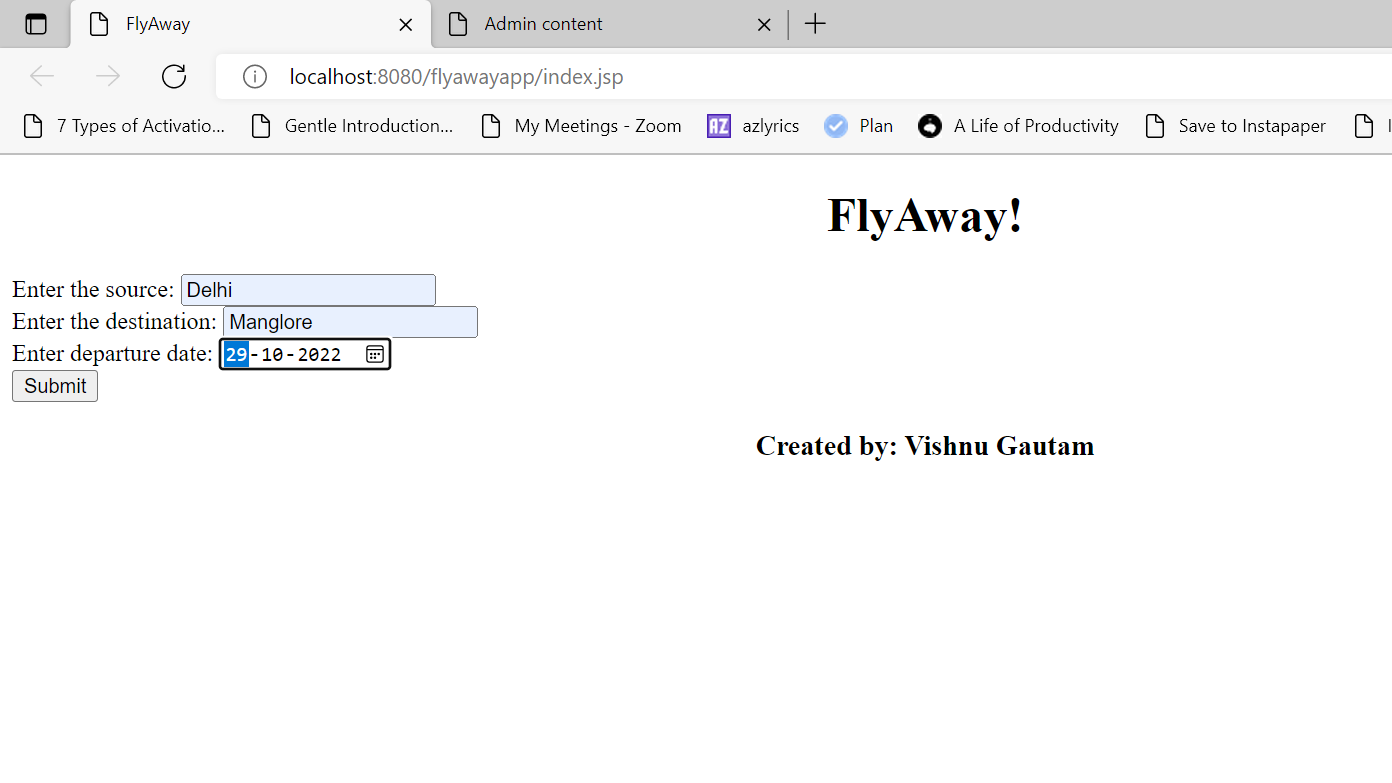 FlyAway
Admin content
localhost:8080/flyawayapp/index.jsp
7 Types of Activatio... Gentle Introduction... My Meetings - Zoom AZ azlyrics Plan A Life of Productivity Save to Instapaper I
FlyAway!
Enter the source: Delhi
Enter the destination: Manglore
Enter departure date: 29-10-2022
Submit
Created by: Vishnu Gautam